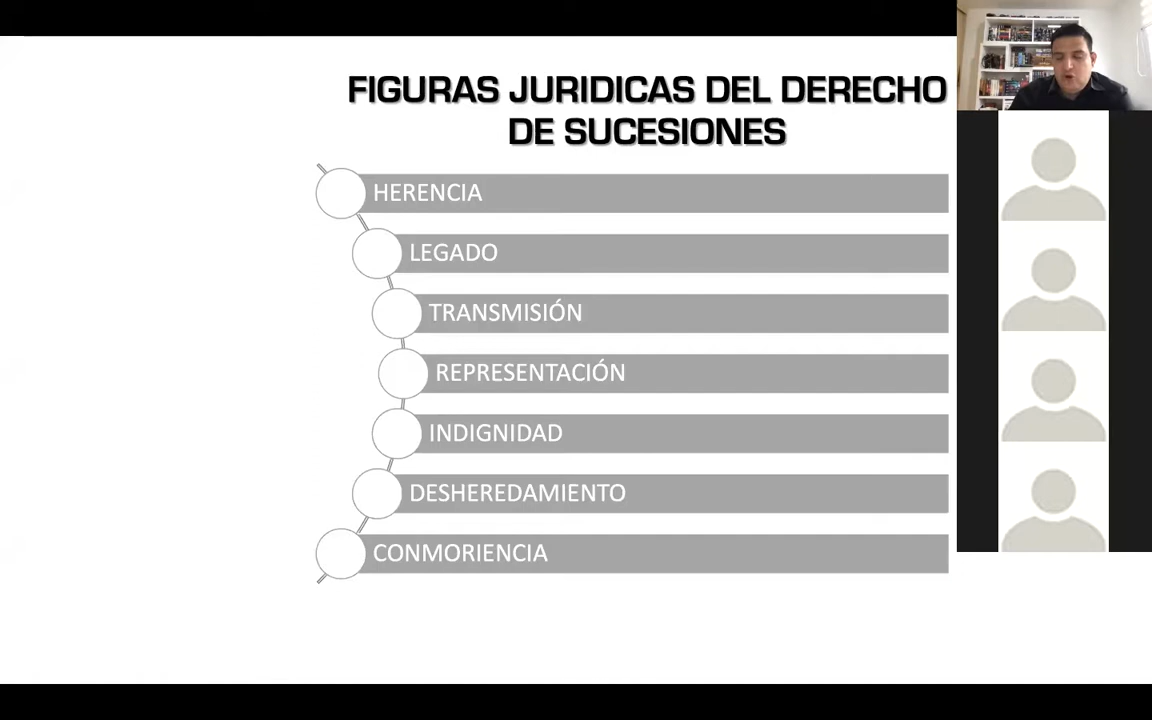 FIGURAS JURIDICAS DEL DERECHO
DE SUCESIONES
HERENCIA
LEGADO
TRANSMISIÓN
REPRESENTACIÓN
INDIGNIDAD
DESHEREDAMIENTO
CONMORIENCIA